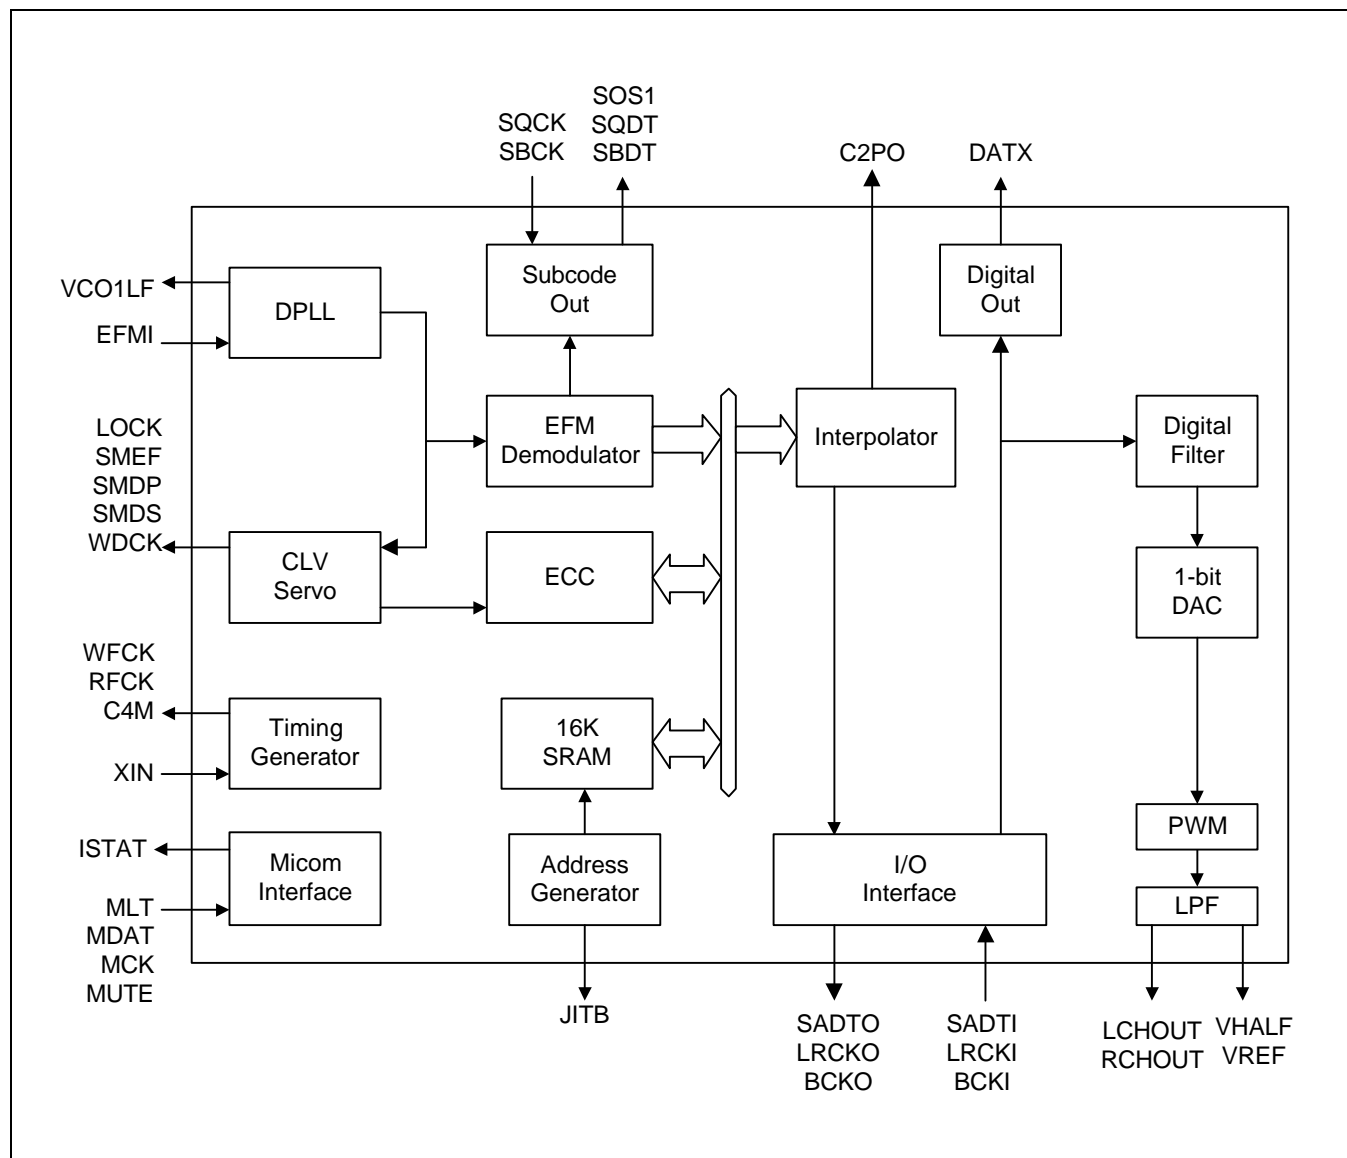 SOS1
SQCK
SQDT
SBCK
SBDT
C2PO
DATX
VCO1LF
EFMI
DPLL
Subcode
Out
Digital
Out
LOCK
SMEF
SMDP
SMDS
WDCK
EFM
Demodulator
Interpolator
Digital
Filter
CLV
Servo
ECC
1-bit
DAC
WFCK
RFCK
C4M
XIN
Timing
Generator
16K
SRAM
PWM
ISTAT
MLT
MDAT
MCK
MUTE
Micom
Interface
Address
Generator
I/O
Interface
LPF
JITB
SADTO
LRCKO
BCKO
SADTI
LRCKI
BCKI
LCHOUT
RCHOUT
VHALF
VREF